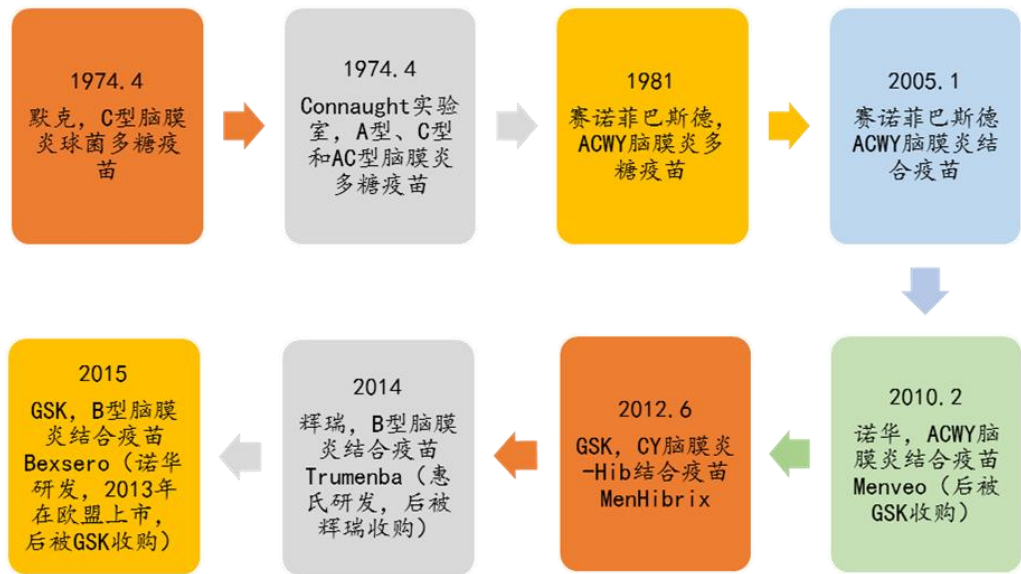 1974.4
默克，C型脑膜
炎球菌多糖疫
苗
1974.4
Connaught实验
室，A型、C型
和AC型脑膜炎
多糖疫苗
1981
赛诺菲巴斯德，
ACWY脑膜炎多
糖疫苗
2005.1
赛诺菲巴斯德
ACWY脑膜炎结
合疫苗
2010.2
诺华，ACWY脑
膜炎结合疫苗
Menveo（后被
GSK收购）
2012.6
GSK，CY脑膜炎
-Hib结合疫苗
MenHibrix
2014
辉瑞，B型脑膜
炎结合疫苗
Trumenba（惠
氏研发，后被
辉瑞收购）
2015
GSK，B型脑膜
炎结合疫苗
Bexsero（诺华
研发，2013年
在欧盟上市，
后被GSK收购）